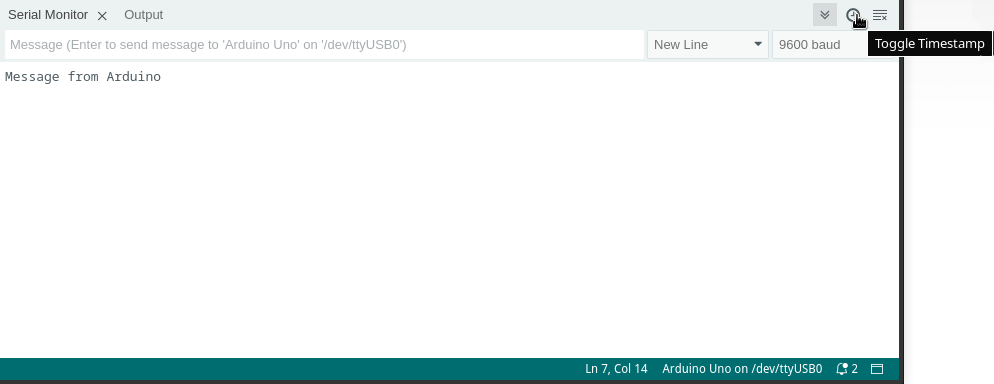 Serial Monitor Output
Message (Enter to send message to 'Arduino Uno' on '/dev/ttyUSB0')
New Line
9600 baud
Toggle Timestamp
Message from Arduino
Ln 7, Col 14 Arduino Uno on /dev/ttyUSB0 2